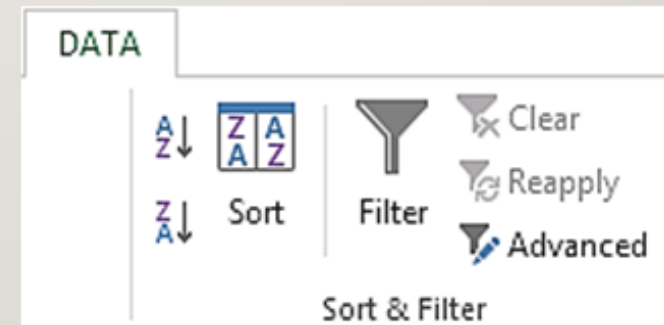 DATA
A
Z
Z A
A Z
Clear
Reapply
Z
A
Sort
Filter
Advanced
Sort & Filter